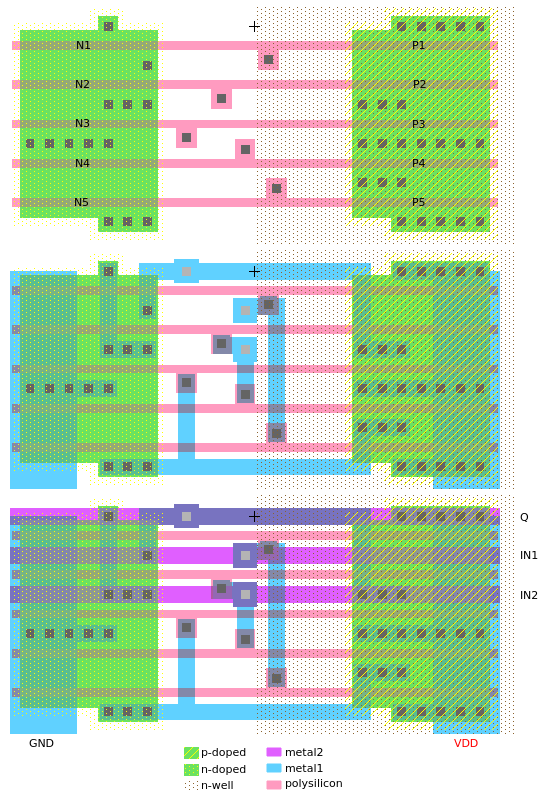 N1 P1
N2 P2
N3 P3
N4 P4
N5 P5
Q
IN1
IN2
GND VDD
p-doped metal2
n-doped metal1
n-well polysilicon